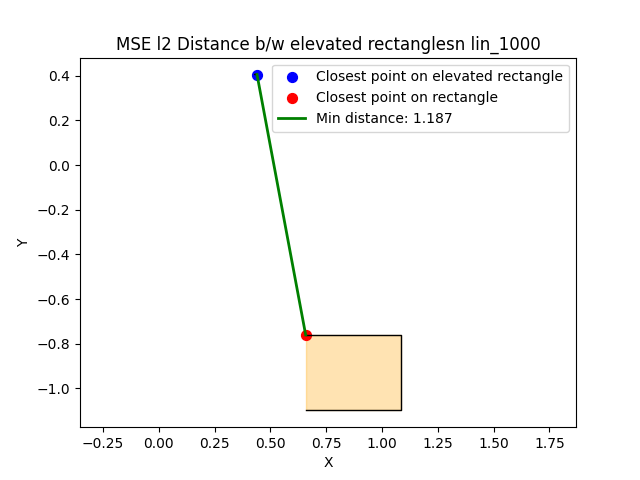 MSE l2 Distance b/w elevated rectanglesn lin_1000
Closest point on elevated rectangle
Closest point on rectangle
Min distance: 1.187
0.4
0.2
0.0
−0.2
−0.4
−0.6
−0.8
−1.0
Y
−0.25 0.00 0.25 0.50 0.75 1.00 1.25 1.50 1.75
X